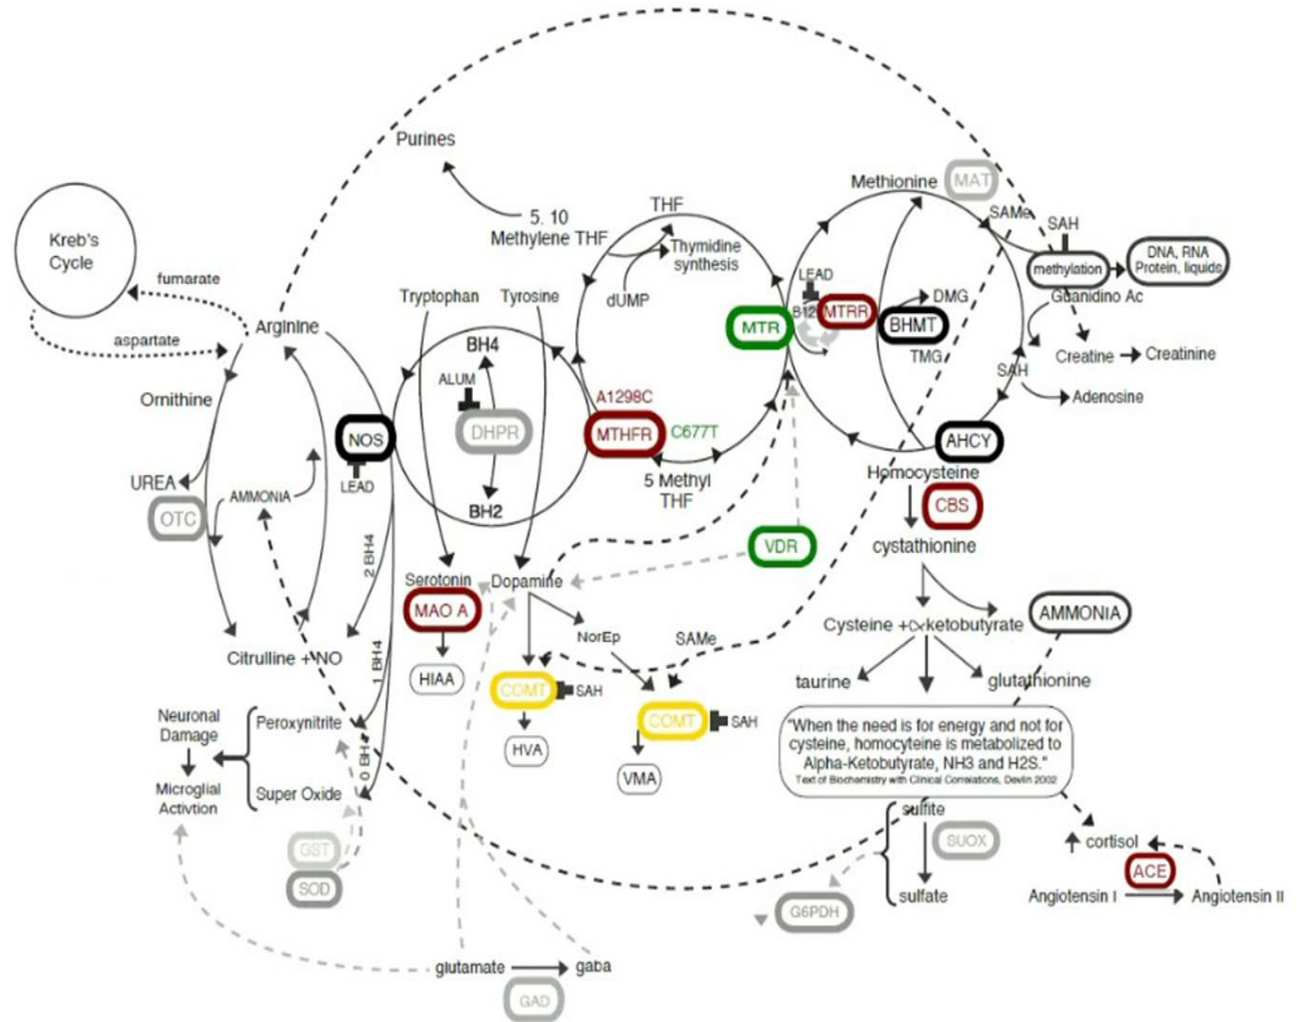 Purines
Methionine
MAT
5. 10
Methylene THF
THF
Thymidine
synthesis
dUMP
SAMe
SAH
methylation
DNA, RNA
Protein, liquids
Guanidino Ac
Creatine
Creatinine
SAH
Adenosine
Kreb's
Cycle
fumarate
aspartate
Arginine
Tryptophan
Tyrosine
BH4
ALUM
DHPR
BH2
LEAD
B12
MTRR
MTR
BHMT
DMG
TMG
A1298C
MTHFR
C677T
5 Methyl
THF
AHCY
Homocysteine
CBS
cystathionine
Ornithine
NOS
LEAD
UREA
AMMONIA
OTC
2 BH4
1 BH4
0 BH4
Citrulline + NO
VDR
Serotonin
MAO A
HIAA
Dopamine
NorEp
SAMe
COMT
SAH
HVA
COMT
SAH
VMA
Cysteine +αketobutyrate
AMMONIA
taurine
glutathionine
"When the need is for energy and not for
cysteine, homocyteine is metabolized to
Alpha-Ketobutyrate, NH3 and H2S."
Text of Biochemistry with Clinical Correlations, Devlin 2002
Neuronal
Damage
Microglial
Activtion
Peroxynitrite
Super Oxide
GST
SOD
sulfite
SUOX
sulfate
G6PDH
cortisol
ACE
Angiotensin I
Angiotensin II
glutamate
gaba
GAD